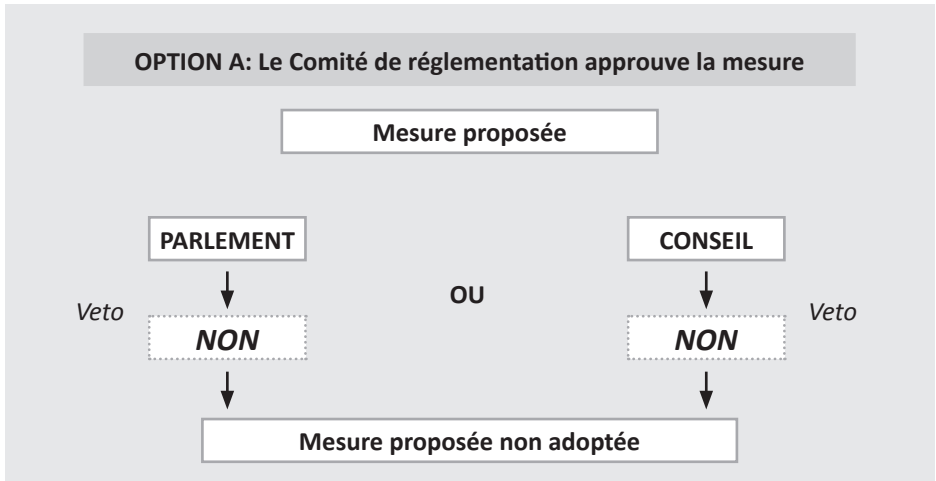 OPTION A: Le Comité de réglementation approuve la mesure
Mesure proposée
PARLEMENT
CONSEIL
OU
Veto
Veto
NON
NON
Mesure proposée non adoptée